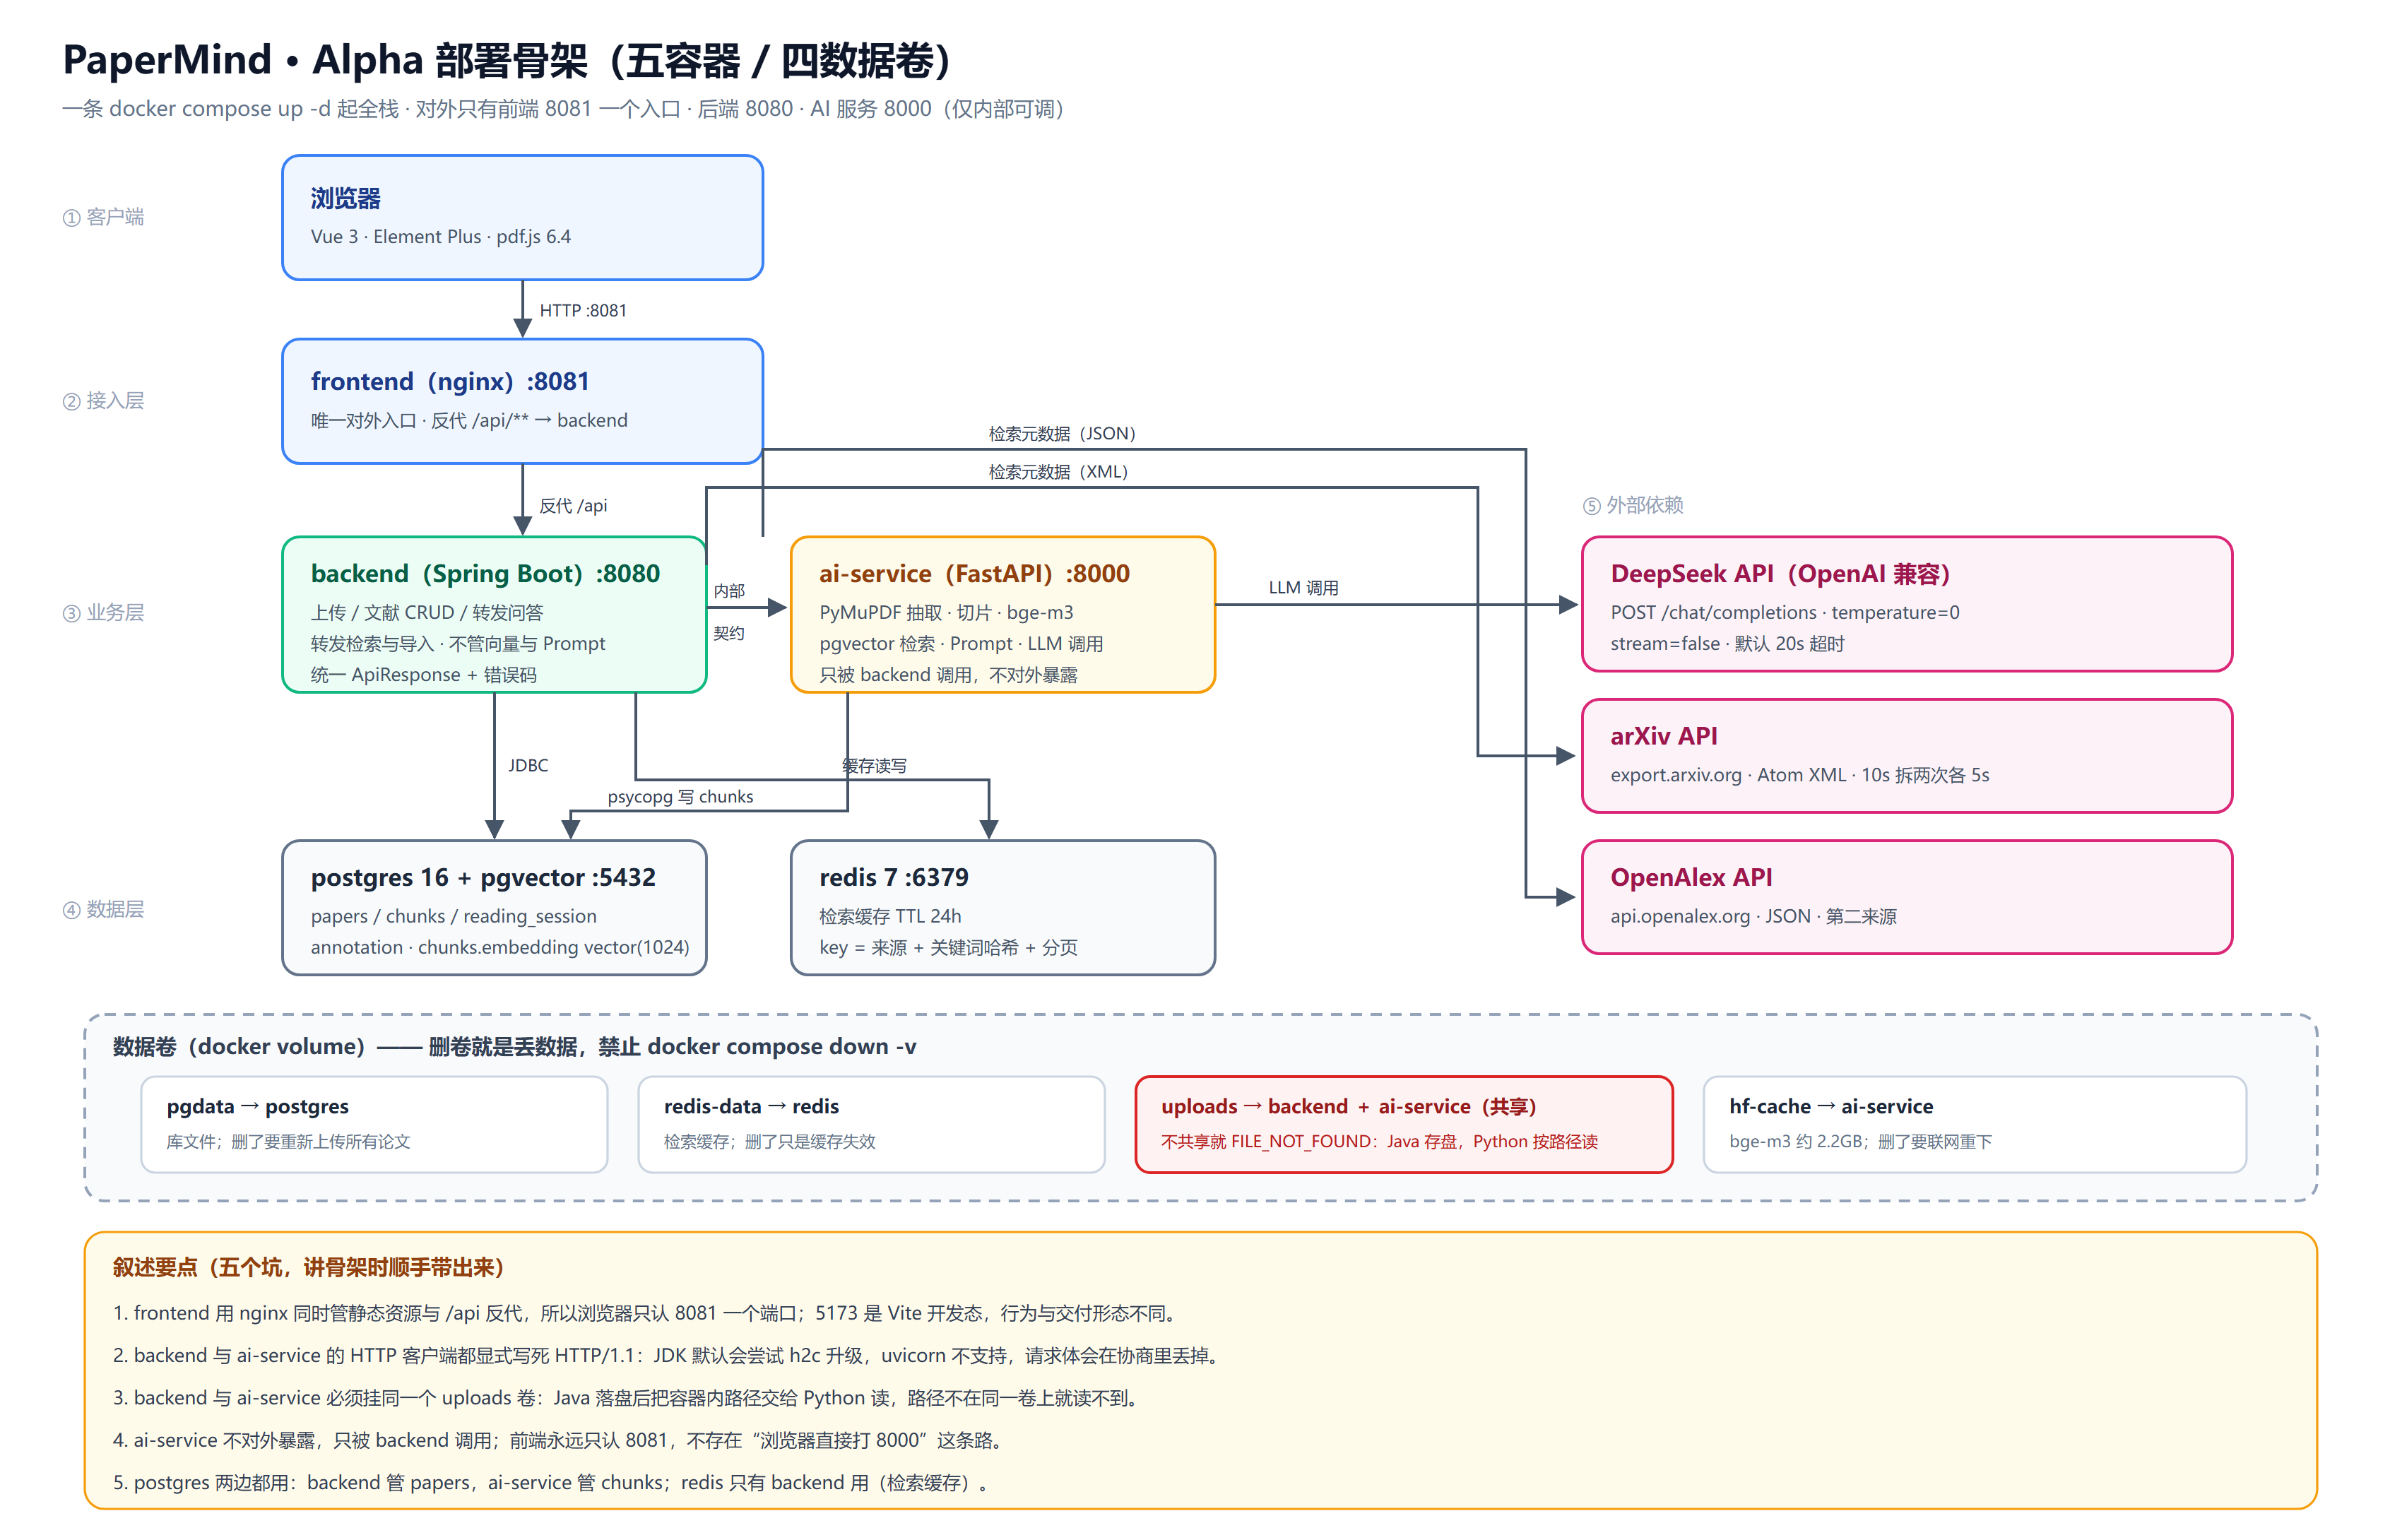 PaperMind · Alpha 部署骨架（五容器 / 四数据卷）
一条 docker compose up -d 起全栈 · 对外只有前端 8081 一个入口 · 后端 8080 · AI 服务 8000（仅内部可调）
① 客户端
浏览器
Vue 3 · Element Plus · pdf.js 6.4
HTTP :8081
② 接入层
frontend（nginx）:8081
唯一对外入口 · 反代 /api/** → backend
检索元数据（JSON）
检索元数据（XML）
反代 /api
⑤ 外部依赖
③ 业务层
backend（Spring Boot）:8080
上传 / 文献 CRUD / 转发问答
转发检索与导入 · 不管向量与 Prompt
统一 ApiResponse + 错误码
内部
契约
ai-service（FastAPI）:8000
PyMuPDF 抽取 · 切片 · bge-m3
pgvector 检索 · Prompt · LLM 调用
只被 backend 调用，不对外暴露
LLM 调用
DeepSeek API（OpenAI 兼容）
POST /chat/completions · temperature=0
stream=false · 默认 20s 超时
arXiv API
export.arxiv.org · Atom XML · 10s 拆两次各 5s
JDBC
缓存读写
psycopg 写 chunks
④ 数据层
postgres 16 + pgvector :5432
papers / chunks / reading_session
annotation · chunks.embedding vector(1024)
redis 7 :6379
检索缓存 TTL 24h
key = 来源 + 关键词哈希 + 分页
OpenAlex API
api.openalex.org · JSON · 第二来源
数据卷（docker volume）—— 删卷就是丢数据，禁止 docker compose down -v
pgdata → postgres
库文件；删了要重新上传所有论文
redis-data → redis
检索缓存；删了只是缓存失效
uploads → backend + ai-service（共享）
不共享就 FILE_NOT_FOUND：Java 存盘，Python 按路径读
hf-cache → ai-service
bge-m3 约 2.2GB；删了要联网重下
叙述要点（五个坑，讲骨架时顺手带出来）
1. frontend 用 nginx 同时管静态资源与 /api 反代，所以浏览器只认 8081 一个端口；5173 是 Vite 开发态，行为与交付形态不同。
2. backend 与 ai-service 的 HTTP 客户端都显式写死 HTTP/1.1：JDK 默认会尝试 h2c 升级，uvicorn 不支持，请求体会在协商里丢掉。
3. backend 与 ai-service 必须挂同一个 uploads 卷：Java 落盘后把容器内路径交给 Python 读，路径不在同一卷上就读不到。
4. ai-service 不对外暴露，只被 backend 调用；前端永远只认 8081，不存在“浏览器直接打 8000”这条路。
5. postgres 两边都用：backend 管 papers，ai-service 管 chunks；redis 只有 backend 用（检索缓存）。